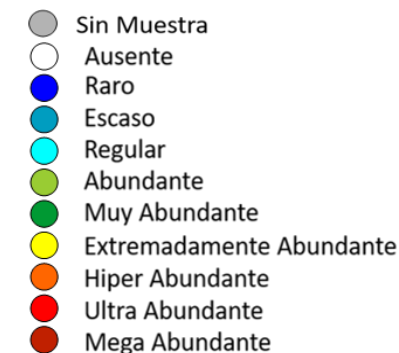 Sin Muestra
Ausente
Raro
Escaso
Regular
Abundante
Muy Abundante
Extremadamente Abundante
Hiper Abundante
Ultra Abundante
Mega Abundante